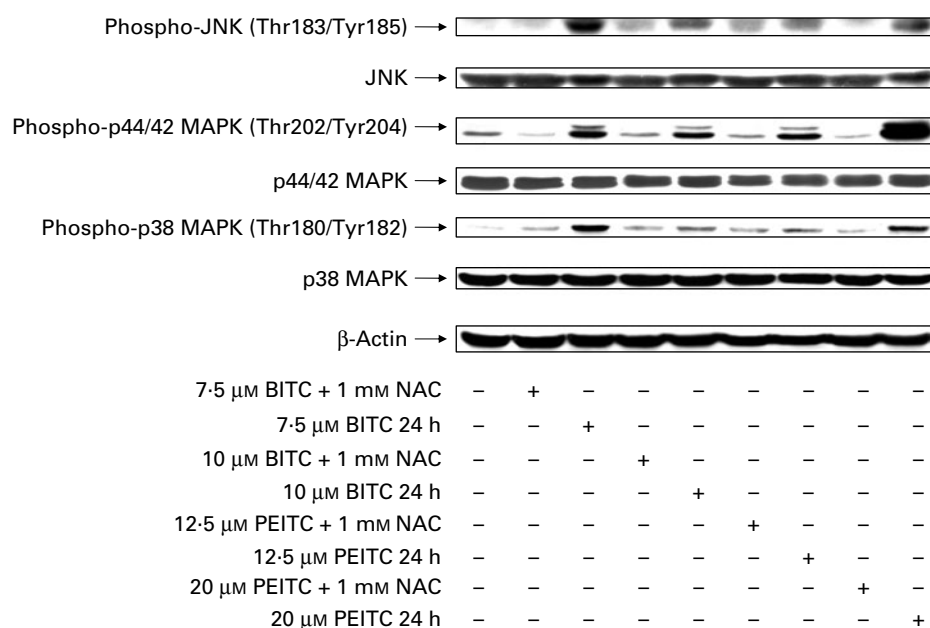 Phospho-JNK (Thr183/Tyr185)
JNK
Phospho-p44/42 MAPK (Thr202/Tyr204)
p44/42 MAPK
Phospho-p38 MAPK (Thr180/Tyr182)
p38 MAPK
β-Actin
7·5 μM BITC + 1 mM NAC – + – – – – – – –
7·5 μM BITC 24 h – – + – – – – – –
10 μM BITC + 1 mM NAC – – – + – – – – –
10 μM BITC 24 h – – – – + – – – –
12·5 μM PEITC + 1 mM NAC – – – – – + – – –
12·5 μM PEITC 24 h – – – – – – + – –
20 μM PEITC + 1 mM NAC – – – – – – – + –
20 μM PEITC 24 h – – – – – – – – +